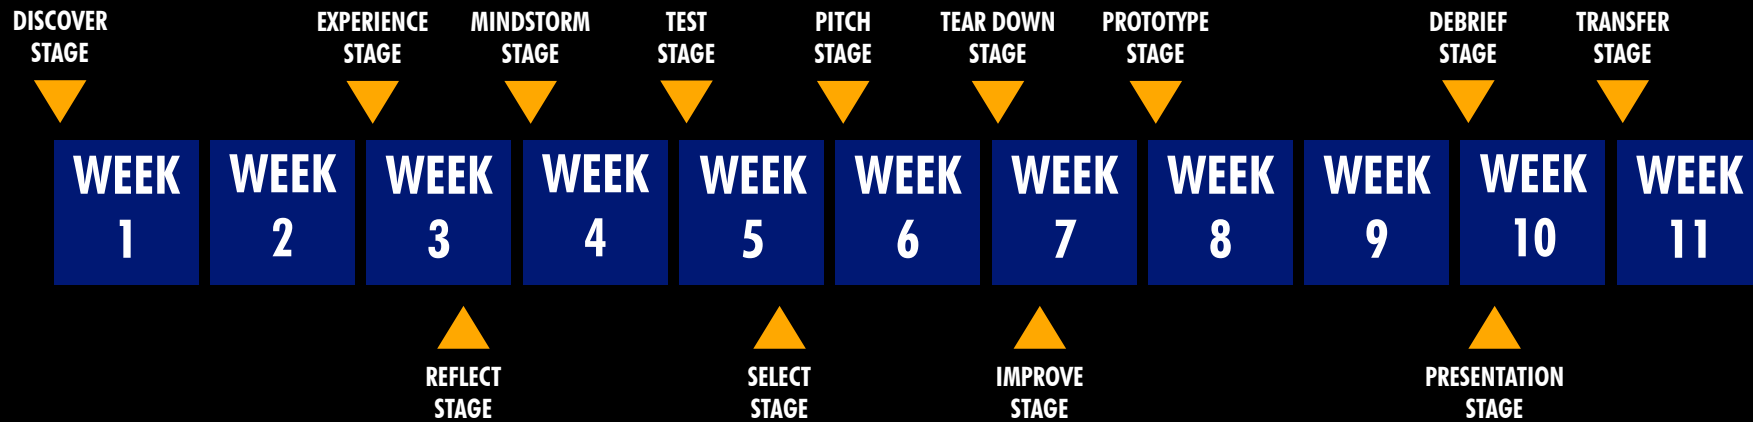 DISCOVER
STAGE
EXPERIENCE
STAGE
MINDSTORM
STAGE
TEST
STAGE
PITCH
STAGE
TEAR DOWN
STAGE
PROTOTYPE
STAGE
DEBRIEF
STAGE
TRANSFER
STAGE
WEEK
1
WEEK
2
WEEK
3
WEEK
4
WEEK
5
WEEK
6
WEEK
7
WEEK
8
WEEK
9
WEEK
10
WEEK
11
REFLECT
STAGE
SELECT
STAGE
IMPROVE
STAGE
PRESENTATION
STAGE